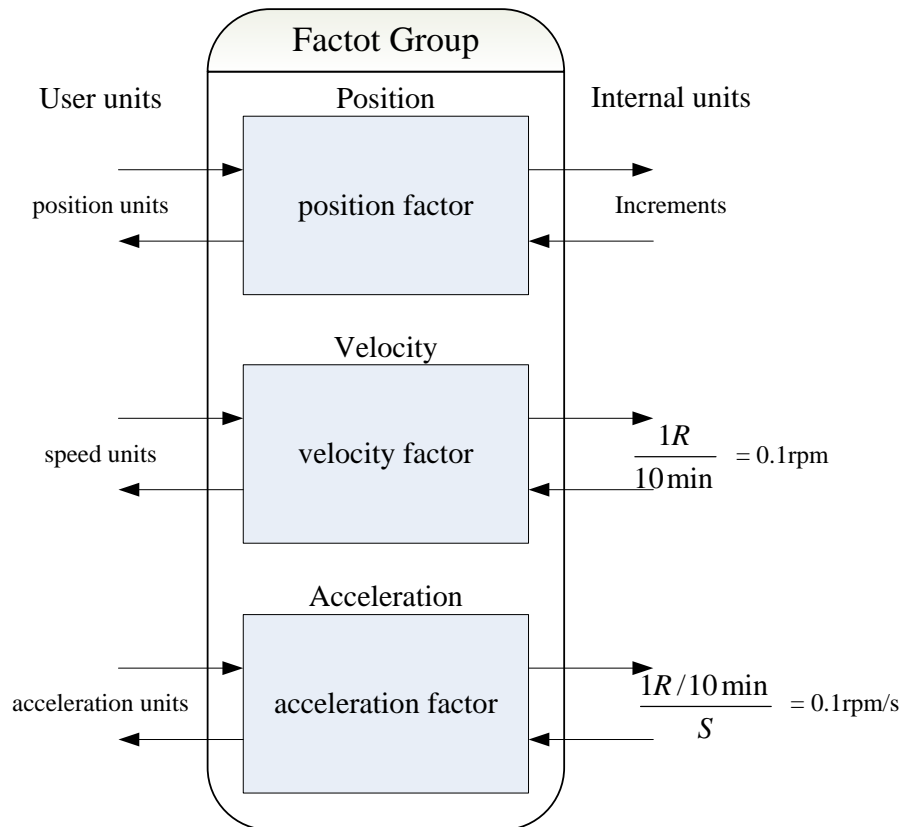 Factot Group
User units
Position
Internal units
position units
position factor
Increments
Velocity
speed units
velocity factor
1R / 10 min = 0.1rpm
Acceleration
acceleration units
acceleration factor
1R / 10 min / S = 0.1rpm/s